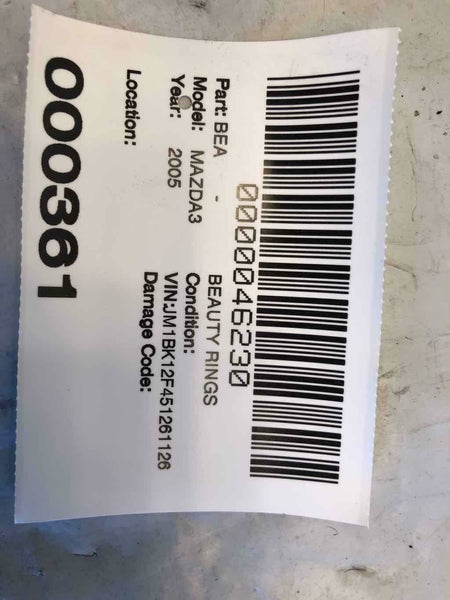 0000046230
Part: BEA - BEAUTY RINGS
Model: MAZDA3 Condition:
Year: 2005 VIN:JM1BK12F451261126
Damage Code:
Location:
000361